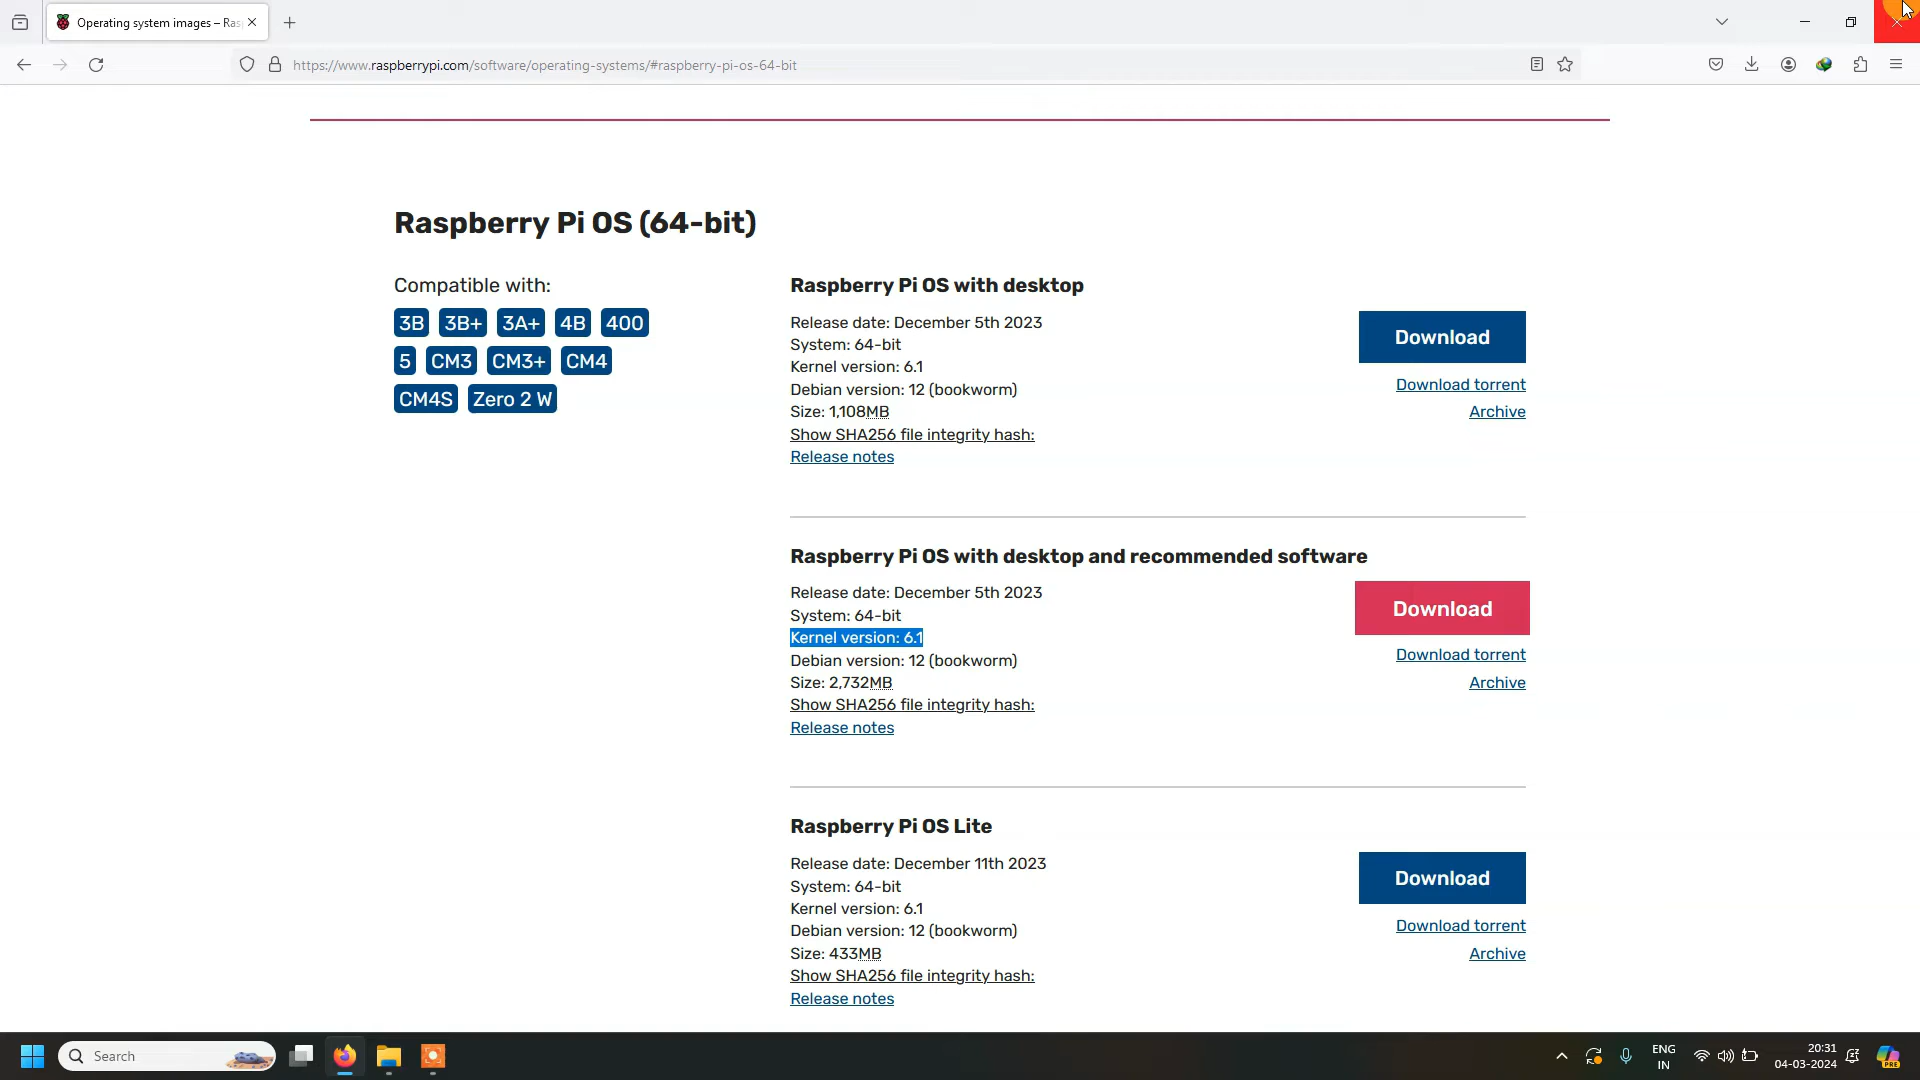 Operating system images – Ras
https://www.raspberrypi.com/software/operating-systems/#raspberry-pi-os-64-bit
Raspberry Pi OS (64-bit)
Compatible with:
3B 3B+ 3A+ 4B 400
5 CM3 CM3+ CM4
CM4S Zero 2 W
Raspberry Pi OS with desktop
Release date: December 5th 2023
System: 64-bit
Kernel version: 6.1
Debian version: 12 (bookworm)
Size: 1,108MB
Show SHA256 file integrity hash:
Release notes
Download
Download torrent
Archive
Raspberry Pi OS with desktop and recommended software
Release date: December 5th 2023
System: 64-bit
Kernel version: 6.1
Debian version: 12 (bookworm)
Size: 2,732MB
Show SHA256 file integrity hash:
Release notes
Download
Download torrent
Archive
Raspberry Pi OS Lite
Release date: December 11th 2023
System: 64-bit
Kernel version: 6.1
Debian version: 12 (bookworm)
Size: 433MB
Show SHA256 file integrity hash:
Release notes
Download
Download torrent
Archive
Search
ENG
IN
20:31
04-03-2024
PRE